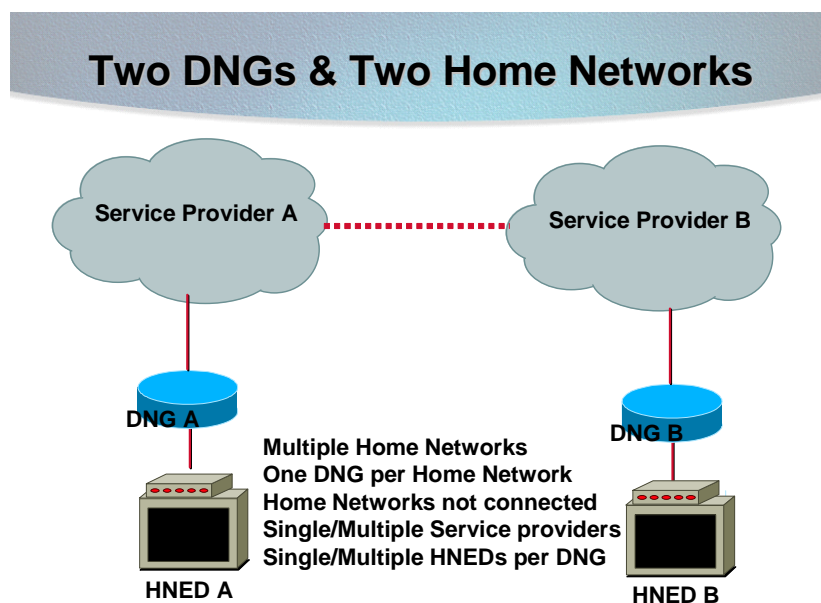 Two DNGs & Two Home Networks
Service Provider A
Service Provider B
DNG A
DNG B
Multiple Home Networks
One DNG per Home Network
Home Networks not connected
Single/Multiple Service providers
Single/Multiple HNEDs per DNG
HNED A
HNED B